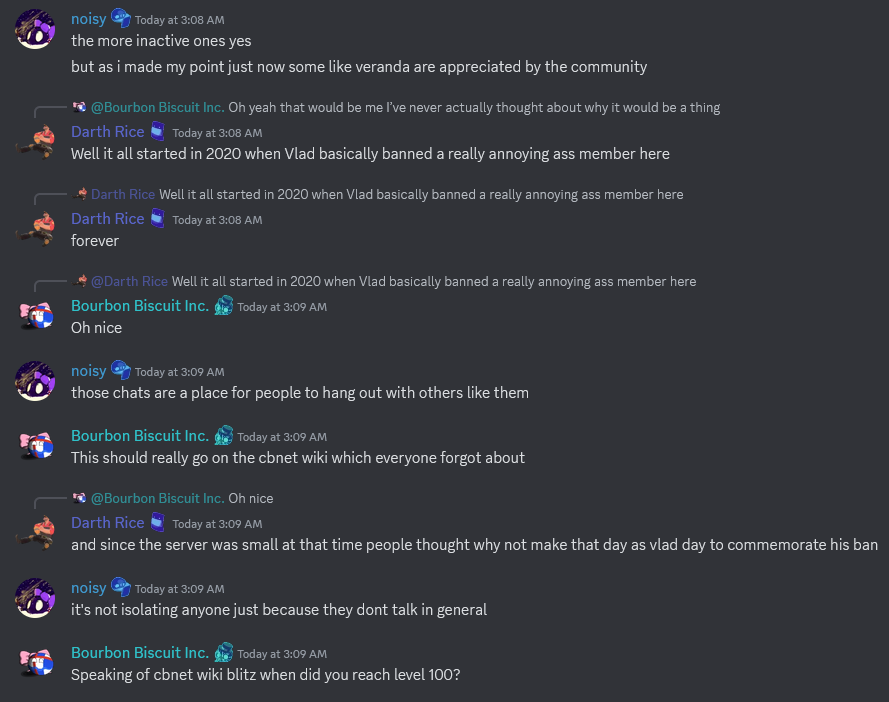 noisy Today at 3:08 AM
the more inactive ones yes
but as i made my point just now some like veranda are appreciated by the community
@Bourbon Biscuit Inc. Oh yeah that would be me I've never actually thought about why it would be a thing
Darth Rice Today at 3:08 AM
Well it all started in 2020 when Vlad basically banned a really annoying ass member here
Darth Rice Well it all started in 2020 when Vlad basically banned a really annoying ass member here
Darth Rice Today at 3:08 AM
forever
@Darth Rice Well it all started in 2020 when Vlad basically banned a really annoying ass member here
Bourbon Biscuit Inc. Today at 3:09 AM
Oh nice
noisy Today at 3:09 AM
those chats are a place for people to hang out with others like them
Bourbon Biscuit Inc. Today at 3:09 AM
This should really go on the cbnet wiki which everyone forgot about
@Bourbon Biscuit Inc. Oh nice
Darth Rice Today at 3:09 AM
and since the server was small at that time people thought why not make that day as vlad day to commemorate his ban
noisy Today at 3:09 AM
it's not isolating anyone just because they dont talk in general
Bourbon Biscuit Inc. Today at 3:09 AM
Speaking of cbnet wiki blitz when did you reach level 100?